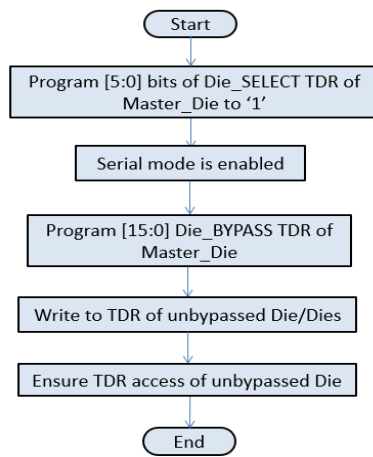 Start
Program [5:0] bits of Die_SELECT TDR of
Master_Die to ‘1’
Serial mode is enabled
Program [15:0] Die_BYPASS TDR of
Master_Die
Write to TDR of unbypassed Die/Dies
Ensure TDR access of unbypassed Die
End